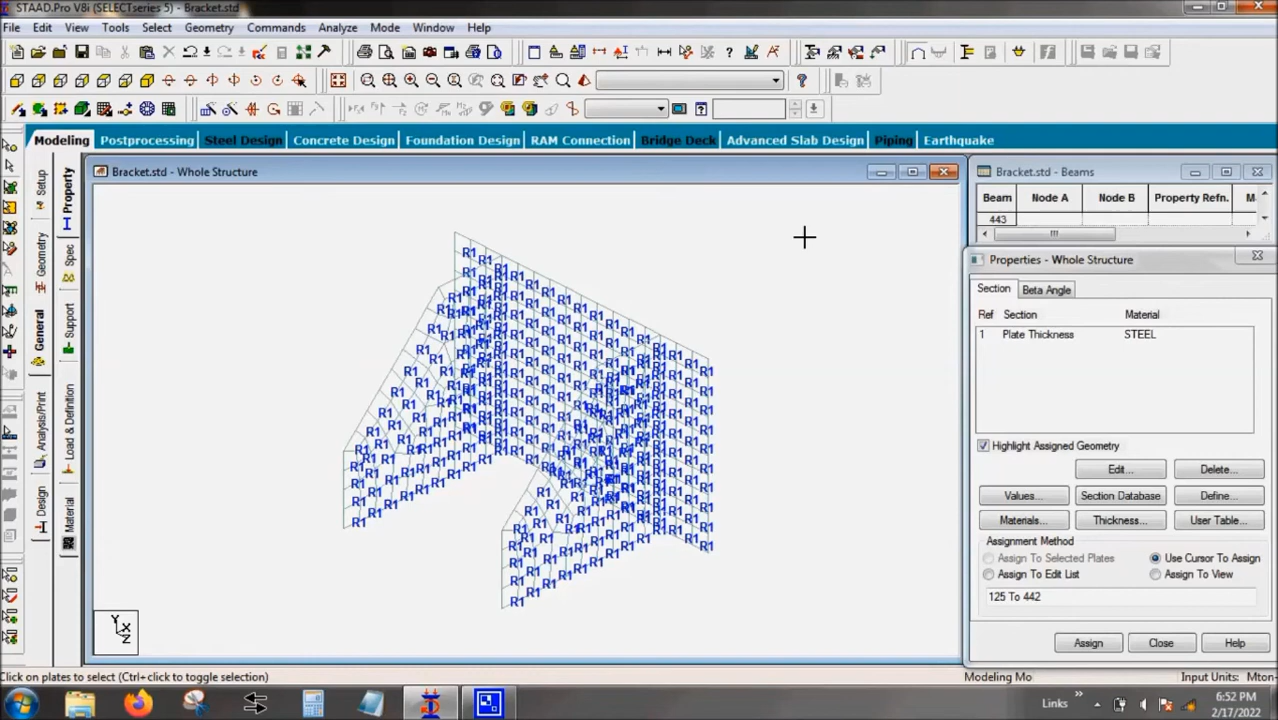 STAAD.Pro V8i (SELECTseries 5) - Bracket.std
File Edit View Tools Select Geometry Commands Analyze Mode Window Help
Modeling Postprocessing Steel Design Concrete Design Foundation Design RAM Connection Bridge Deck Advanced Slab Design Piping Earthquake
Setup
Geometry
General
Analysis/Print
Design
Property
Spec
Support
Load & Definition
Material
Bracket.std - Whole Structure
R1
Y
X
Z
Bracket.std - Beams
Beam Node A Node B Property Refn. M
443
Properties - Whole Structure
Section Beta Angle
Ref Section Material
1 Plate Thickness STEEL
Highlight Assigned Geometry
Edit... Delete...
Values... Section Database Define...
Materials... Thickness... User Table...
Assignment Method
Assign To Selected Plates Use Cursor To Assign
Assign To Edit List Assign To View
125 To 442
Assign Close Help
Click on plates to select (Ctrl+click to toggle selection) Modeling Mo Input Units: Mton-
Links 6:52 PM
2/17/2022